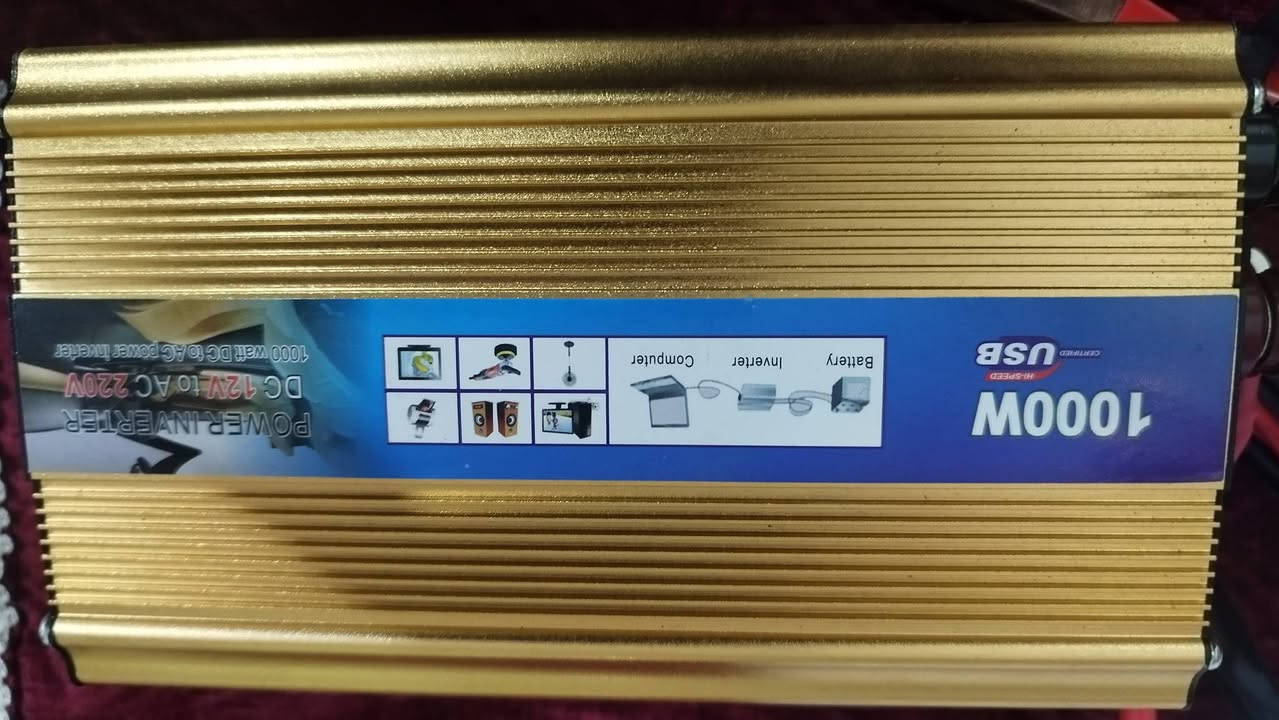 1000W
HI-SPEED
CERTIFIED USB
Battery Inverter Computer
POWER INVERTER
DC 12V to AC 220V
1000 watt DC to AC power inverter